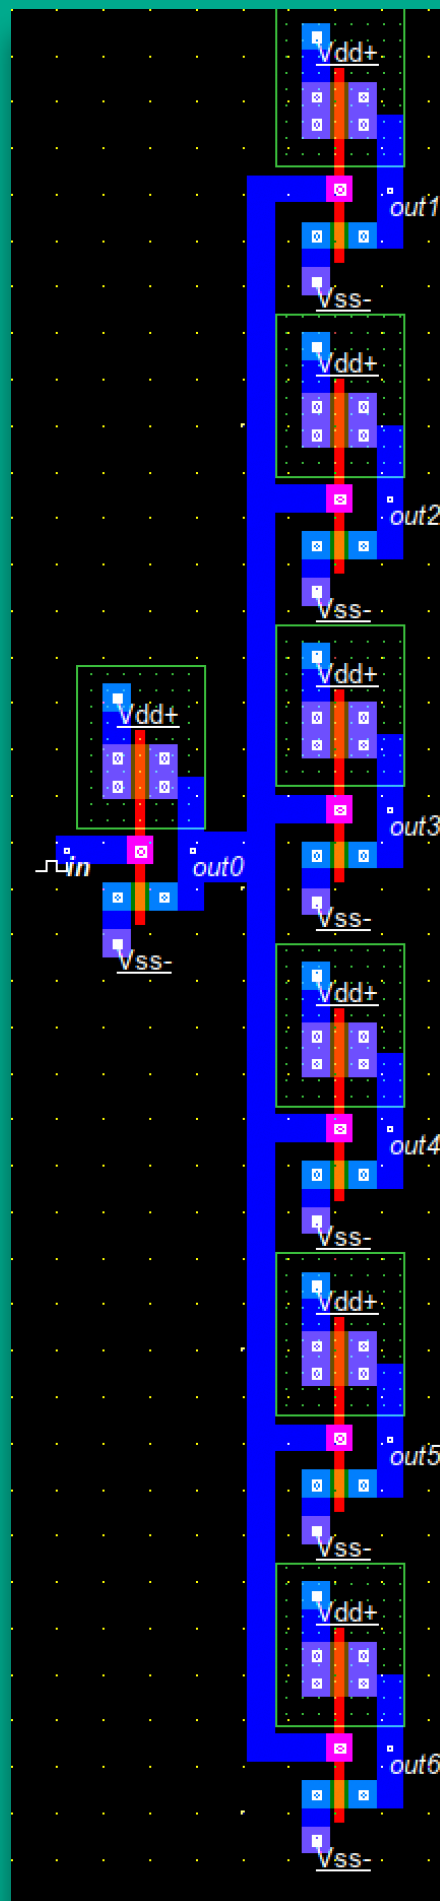 Vdd+
out1
Vss-
Vdd+
out2
Vss-
Vdd+
out3
Vss-
Vdd+
in
out0
Vss-
Vdd+
out4
Vss-
Vdd+
out5
Vss-
Vdd+
out6
Vss-